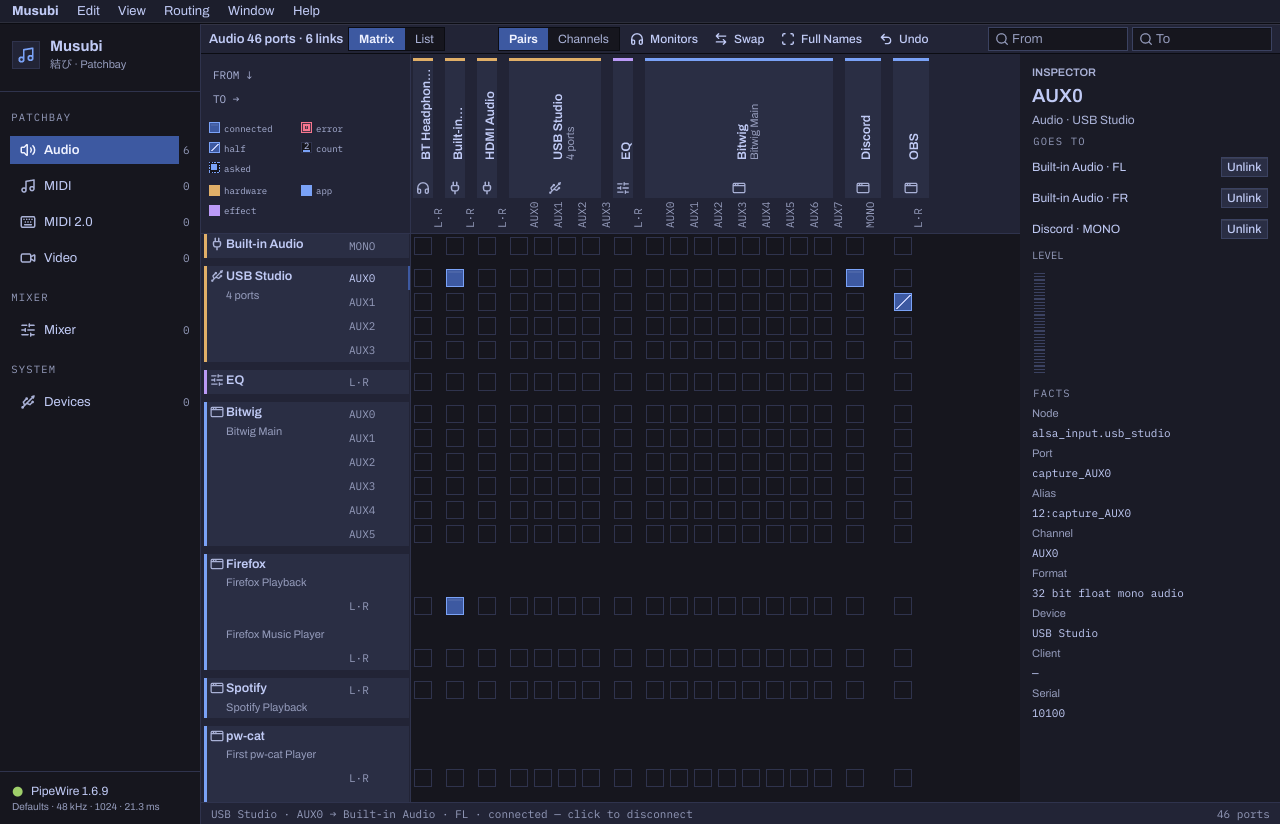 Musubi Edit View Routing Window Help
Musubi
結び · Patchbay
PATCHBAY
Audio 6
MIDI 0
MIDI 2.0 0
Video 0
MIXER
Mixer 0
SYSTEM
Devices 0
PipeWire 1.6.9
Defaults · 48 kHz · 1024 · 21.3 ms
Audio 46 ports · 6 links Matrix List Pairs Channels Monitors Swap Full Names Undo From To
FROM ↓
TO →
connected error
half 2 count
asked
hardware app
effect
BT Headphon…
Built-in…
HDMI Audio
USB Studio
4 ports
EQ
Bitwig
Bitwig Main
Discord
OBS
L·R L·R L·R AUX0 AUX1 AUX2 AUX3 L·R AUX0 AUX1 AUX2 AUX3 AUX4 AUX5 AUX6 AUX7 MONO L·R
Built-in Audio MONO
USB Studio AUX0
4 ports AUX1
AUX2
AUX3
EQ L·R
Bitwig AUX0
Bitwig Main AUX1
AUX2
AUX3
AUX4
AUX5
Firefox
Firefox Playback
L·R
Firefox Music Player
L·R
Spotify L·R
Spotify Playback
pw-cat
First pw-cat Player
L·R
INSPECTOR
AUX0
Audio · USB Studio
GOES TO
Built-in Audio · FL Unlink
Built-in Audio · FR Unlink
Discord · MONO Unlink
LEVEL
FACTS
Node
alsa_input.usb_studio
Port
capture_AUX0
Alias
12:capture_AUX0
Channel
AUX0
Format
32 bit float mono audio
Device
USB Studio
Client
—
Serial
10100
USB Studio · AUX0 → Built-in Audio · FL · connected — click to disconnect 46 ports